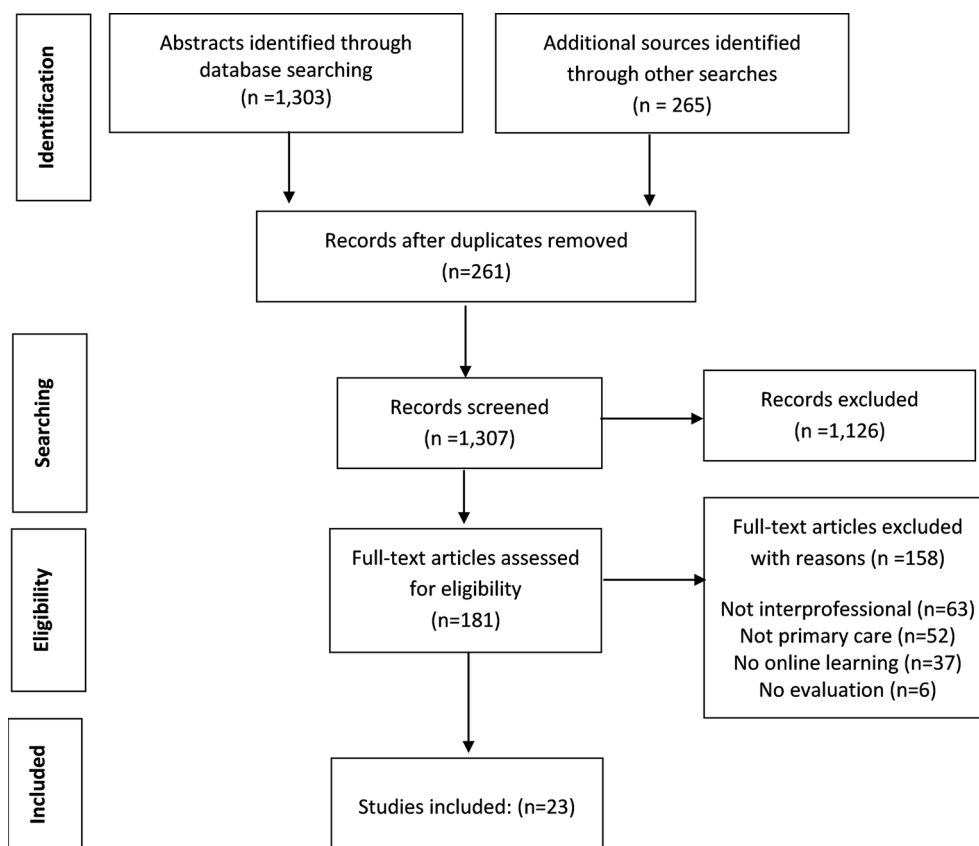 Identification
Abstracts identified through
database searching
(n =1,303)
Additional sources identified
through other searches
(n = 265)
Records after duplicates removed
(n=261)
Searching
Records screened
(n =1,307)
Records excluded
(n =1,126)
Eligibility
Full-text articles assessed
for eligibility
(n=181)
Full-text articles excluded
with reasons (n =158)
Not interprofessional (n=63)
Not primary care (n=52)
No online learning (n=37)
No evaluation (n=6)
Included
Studies included: (n=23)